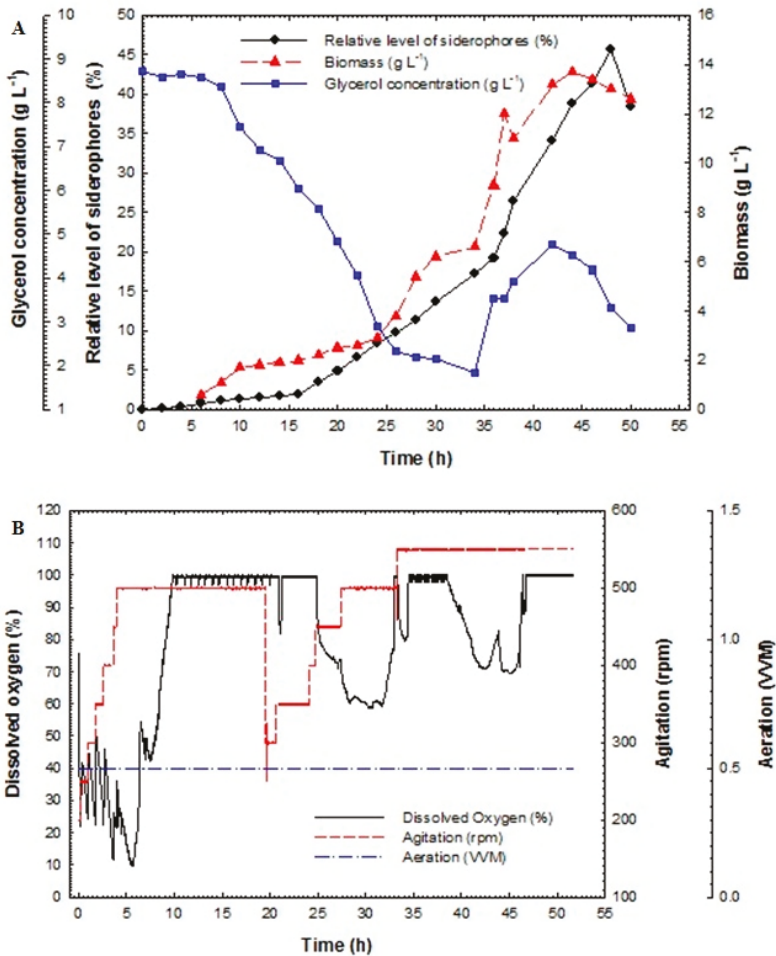 A
Glycerol concentration (g L⁻¹)
10
9
8
7
6
5
4
3
2
1
Relative level of siderophores (%)
50
45
40
35
30
25
20
15
10
5
0
Relative level of siderophores (%)
Biomass (g L⁻¹)
Glycerol concentration (g L⁻¹)
16
14
12
10
8
6
4
2
0
Biomass (g L⁻¹)
0 5 10 15 20 25 30 35 40 45 50 55
Time (h)
B
Dissolved oxygen (%)
120
110
100
90
80
70
60
50
40
30
20
10
0
Dissolved Oxygen (%)
Agitation (rpm)
Aeration (VVM)
600
500
400
300
200
100
Agitation (rpm)
1.5
1.0
0.5
0.0
Aeration (VVM)
0 5 10 15 20 25 30 35 40 45 50 55
Time (h)